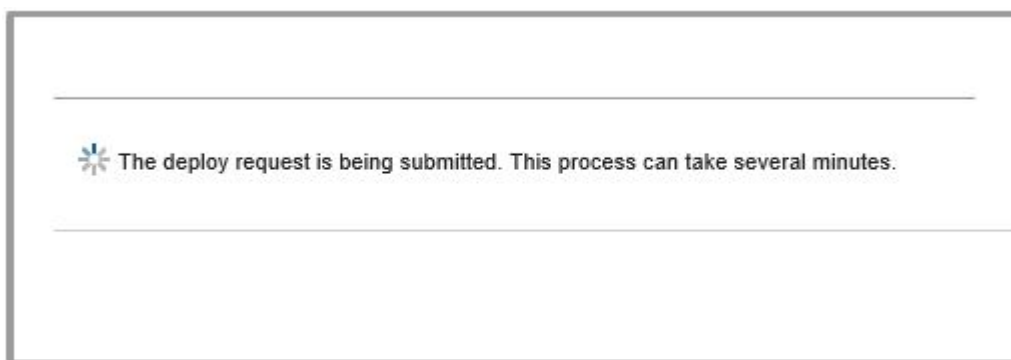 The deploy request is being submitted. This process can take several minutes.